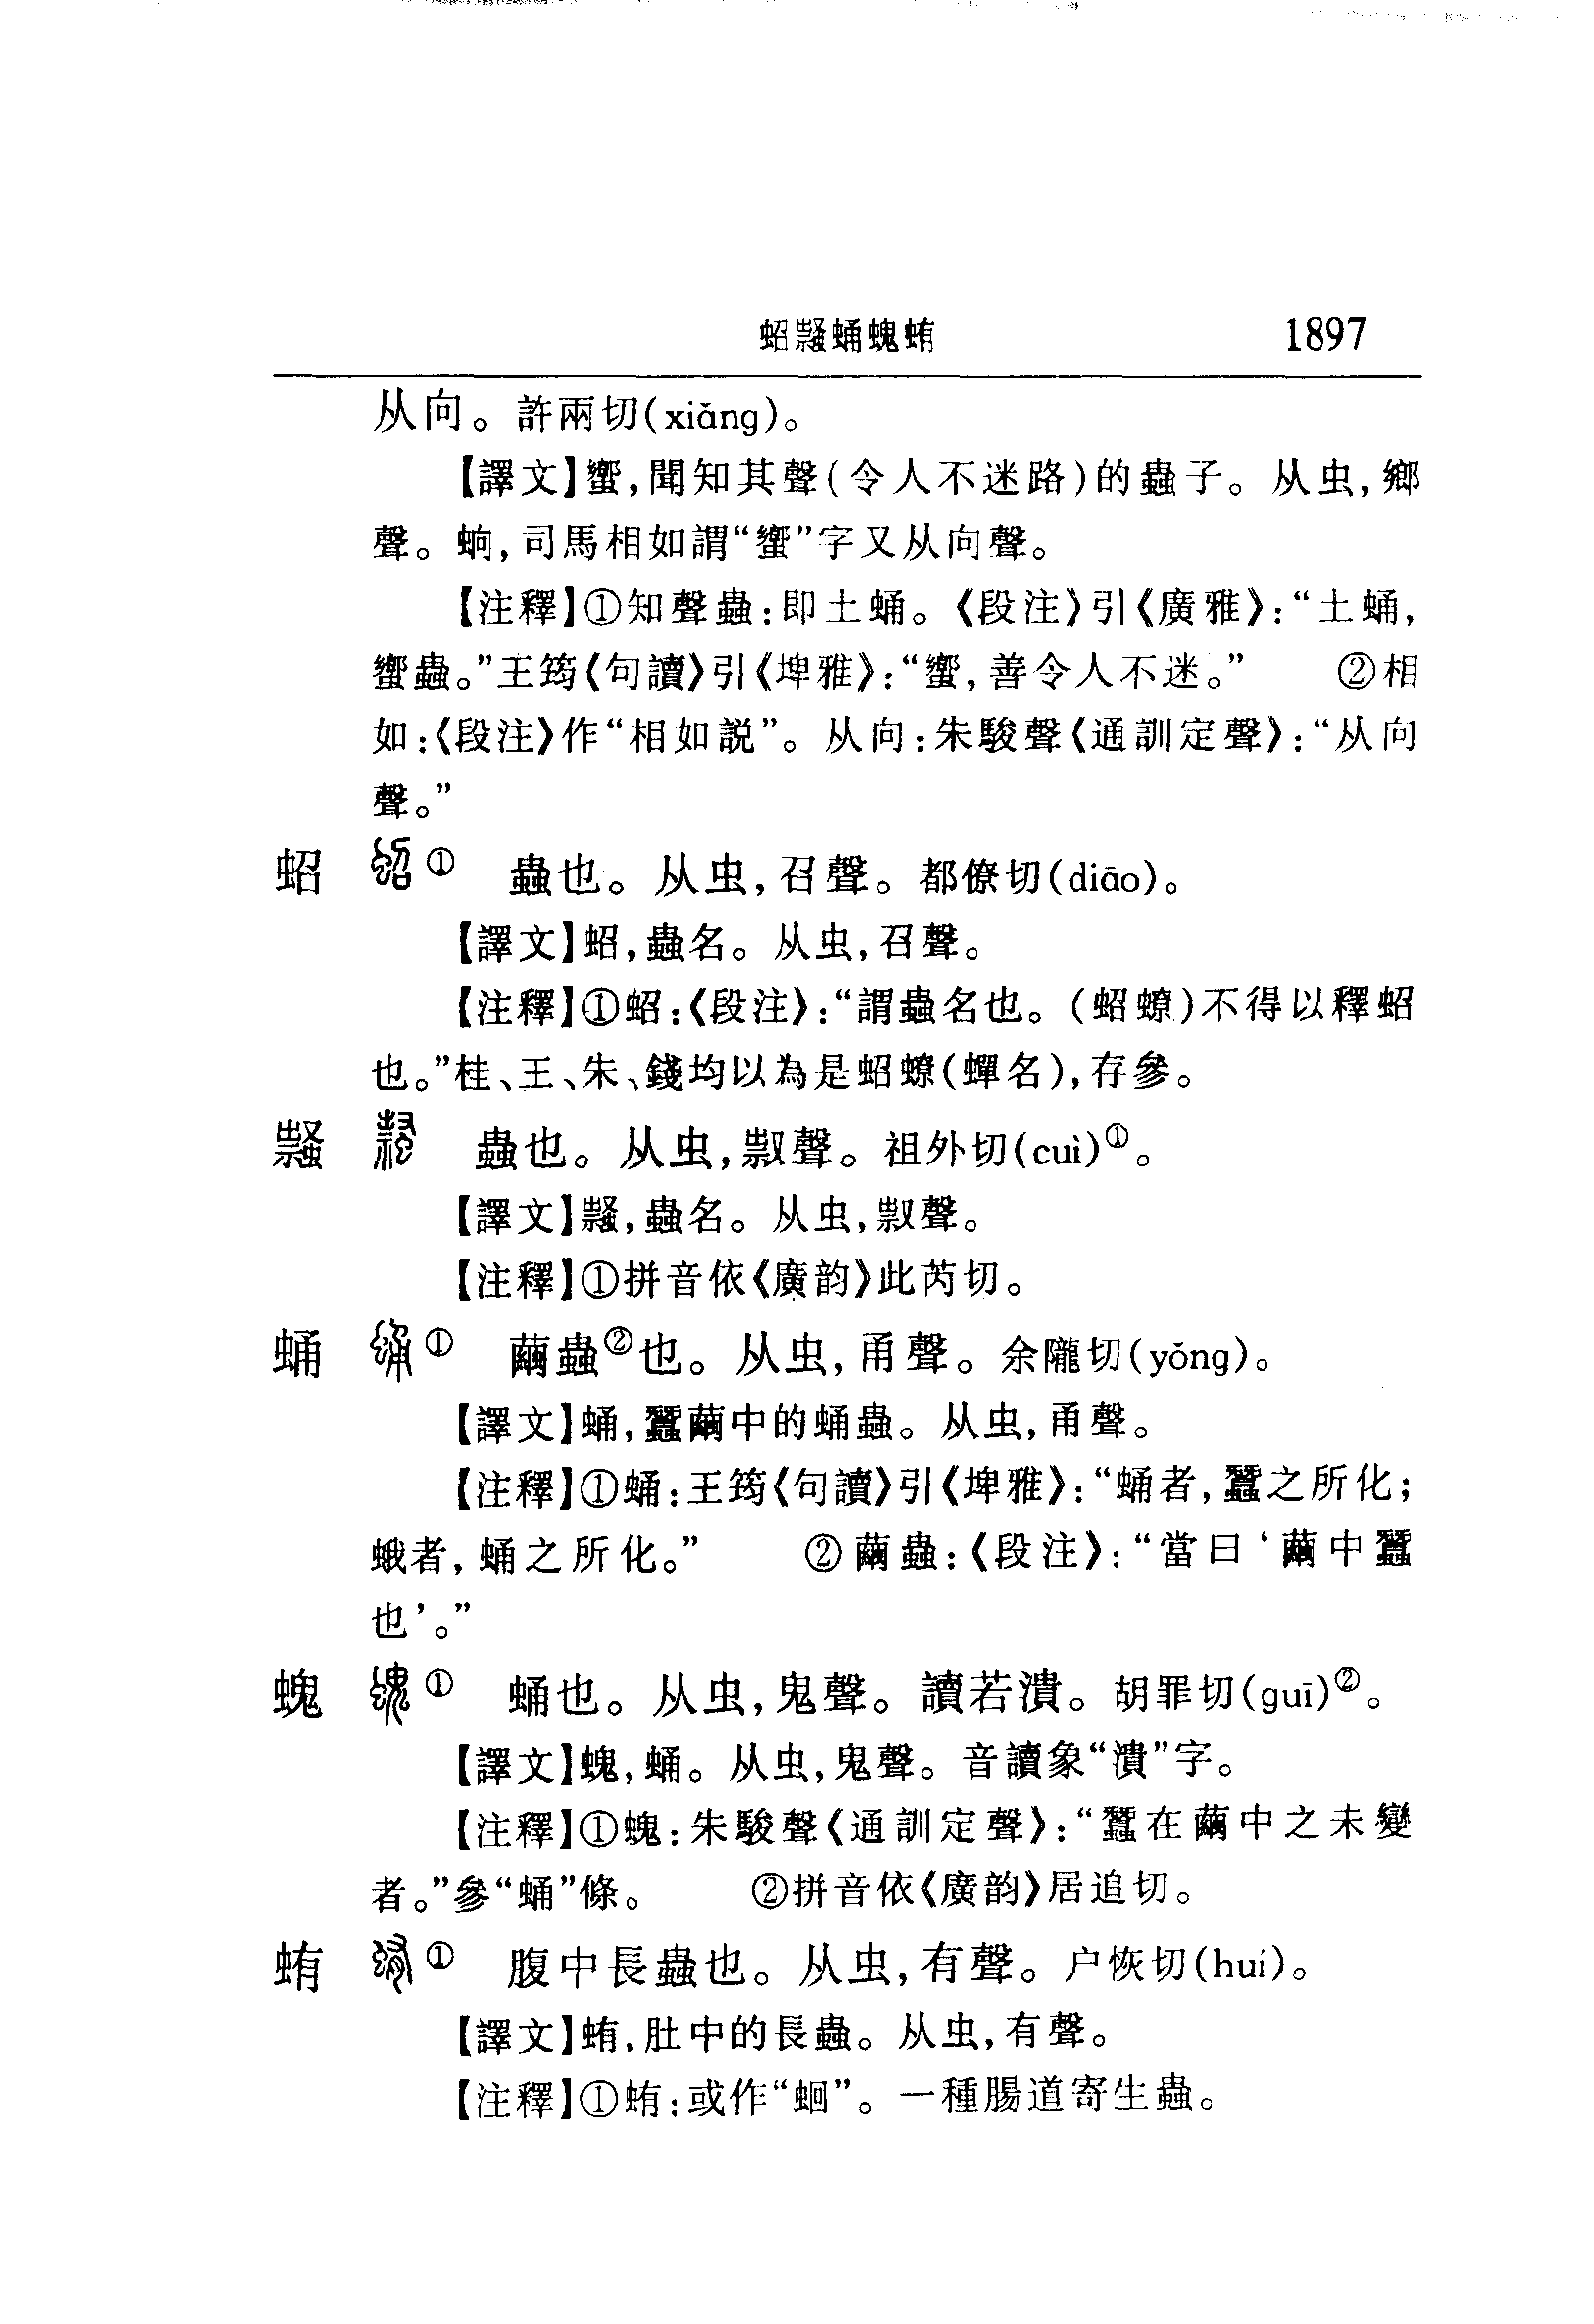 蛁𧑓蛹螝蛕 1897
从向。許兩切(xiǎng)。
【譯文】蠁,聞知其聲(令人不迷路)的蟲子。从虫,鄉
聲。蚼,司馬相如謂“蠁”字又从向聲。
【注釋】①知聲蟲:即土蛹。《段注》引《廣雅》:“土蛹,
蠁蟲。”王筠《句讀》引《埤雅》:“蠁,善令人不迷。” ②相
如:《段注》作“相如説”。从向:朱駿聲《通訓定聲》:“从向
聲。”
蛁 ① 蟲也。从虫,召聲。都僚切(diāo)。
【譯文】蛁,蟲名。从虫,召聲。
【注釋】①蛁:《段注》:“謂蟲名也。(蛁蟟)不得以釋蛁
也。”桂、王、朱、錢均以為是蛁蟟(蟬名),存參。
蟲也。从虫,㕢聲。祖外切(cuì)①。
【譯文】,蟲名。从虫,㕢聲。
【注釋】①拼音依《廣韵》此芮切。
蛹 ① 繭蟲②也。从虫,甬聲。余隴切(yǒng)。
【譯文】蛹,蠶繭中的蛹蟲。从虫,甬聲。
【注釋】①蛹:王筠《句讀》引《埤雅》:“蛹者,蠶之所化;
蛾者,蛹之所化。” ②繭蟲:《段注》:“當曰‘繭中蠶
也’。”
螝 ① 蛹也。从虫,鬼聲。讀若潰。胡罪切(guī)②。
【譯文】螝,蛹。从虫,鬼聲。音讀象“潰”字。
【注釋】①螝:朱駿聲《通訓定聲》:“蠶在繭中之未變
者。”參“蛹”條。 ②拼音依《廣韵》居追切。
蛕 ① 腹中長蟲也。从虫,有聲。户恢切(huí)。
【譯文】蛕,肚中的長蟲。从虫,有聲。
【注釋】①蛕:或作“蛔”。一種腸道寄生蟲。